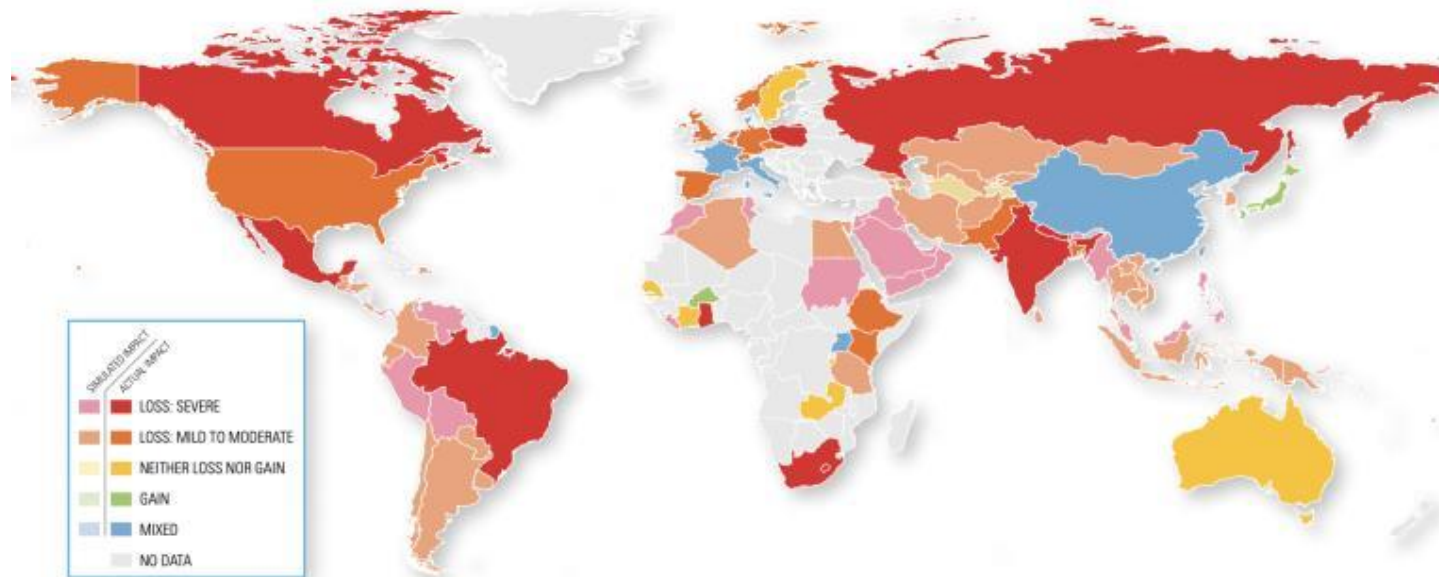 SIMULATED IMPACT
ACTUAL IMPACT
LOSS: SEVERE
LOSS: MILD TO MODERATE
NEITHER LOSS NOR GAIN
GAIN
MIXED
NO DATA